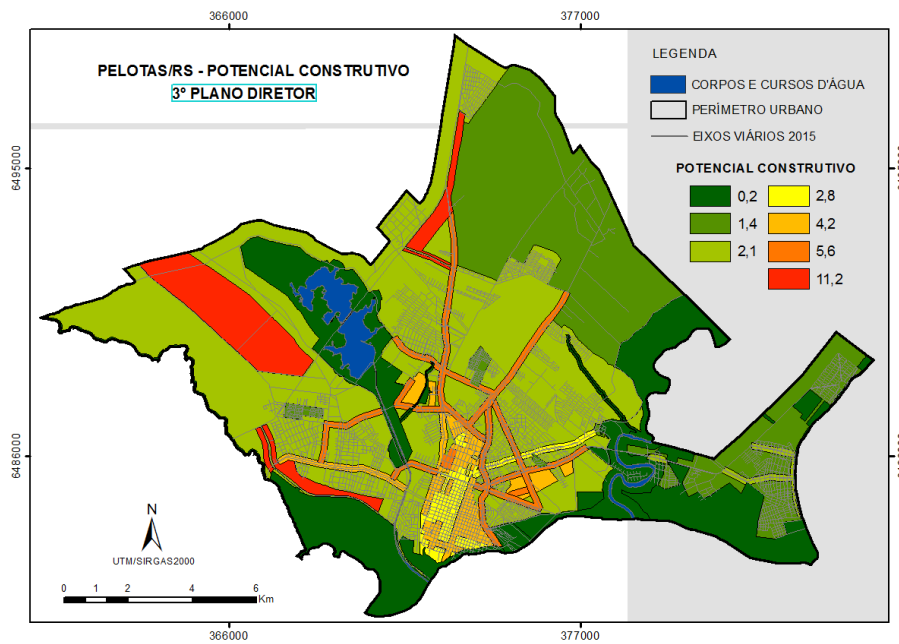 366000
377000
PELOTAS/RS - POTENCIAL CONSTRUTIVO
3º PLANO DIRETOR
LEGENDA
CORPOS E CURSOS D'ÁGUA
PERÍMETRO URBANO
EIXOS VIÁRIOS 2015
POTENCIAL CONSTRUTIVO
0,2
2,8
1,4
4,2
2,1
5,6
11,2
6495000
N
UTM/SIRGAS2000
0 1 2 4 6
Km
366000
377000